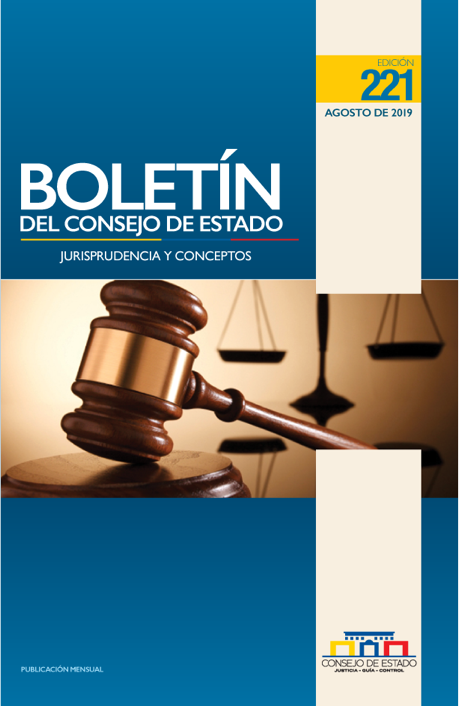 EDICIÓN
221
AGOSTO DE 2019
BOLETÍN
DEL CONSEJO DE ESTADO
JURISPRUDENCIA Y CONCEPTOS
CONSEJO DE ESTADO
JUSTICIA - GUÍA - CONTROL
PUBLICACIÓN MENSUAL